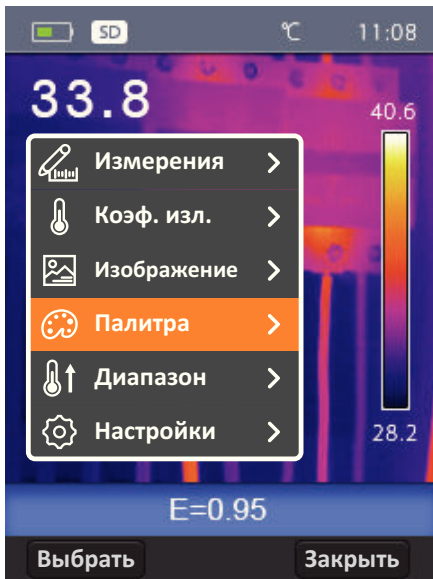 SD ℃ 11:08
33.8
40.6
Измерения
Коэф. изл.
Изображение
Палитра
Диапазон
Настройки
28.2
E=0.95
Выбрать Закрыть